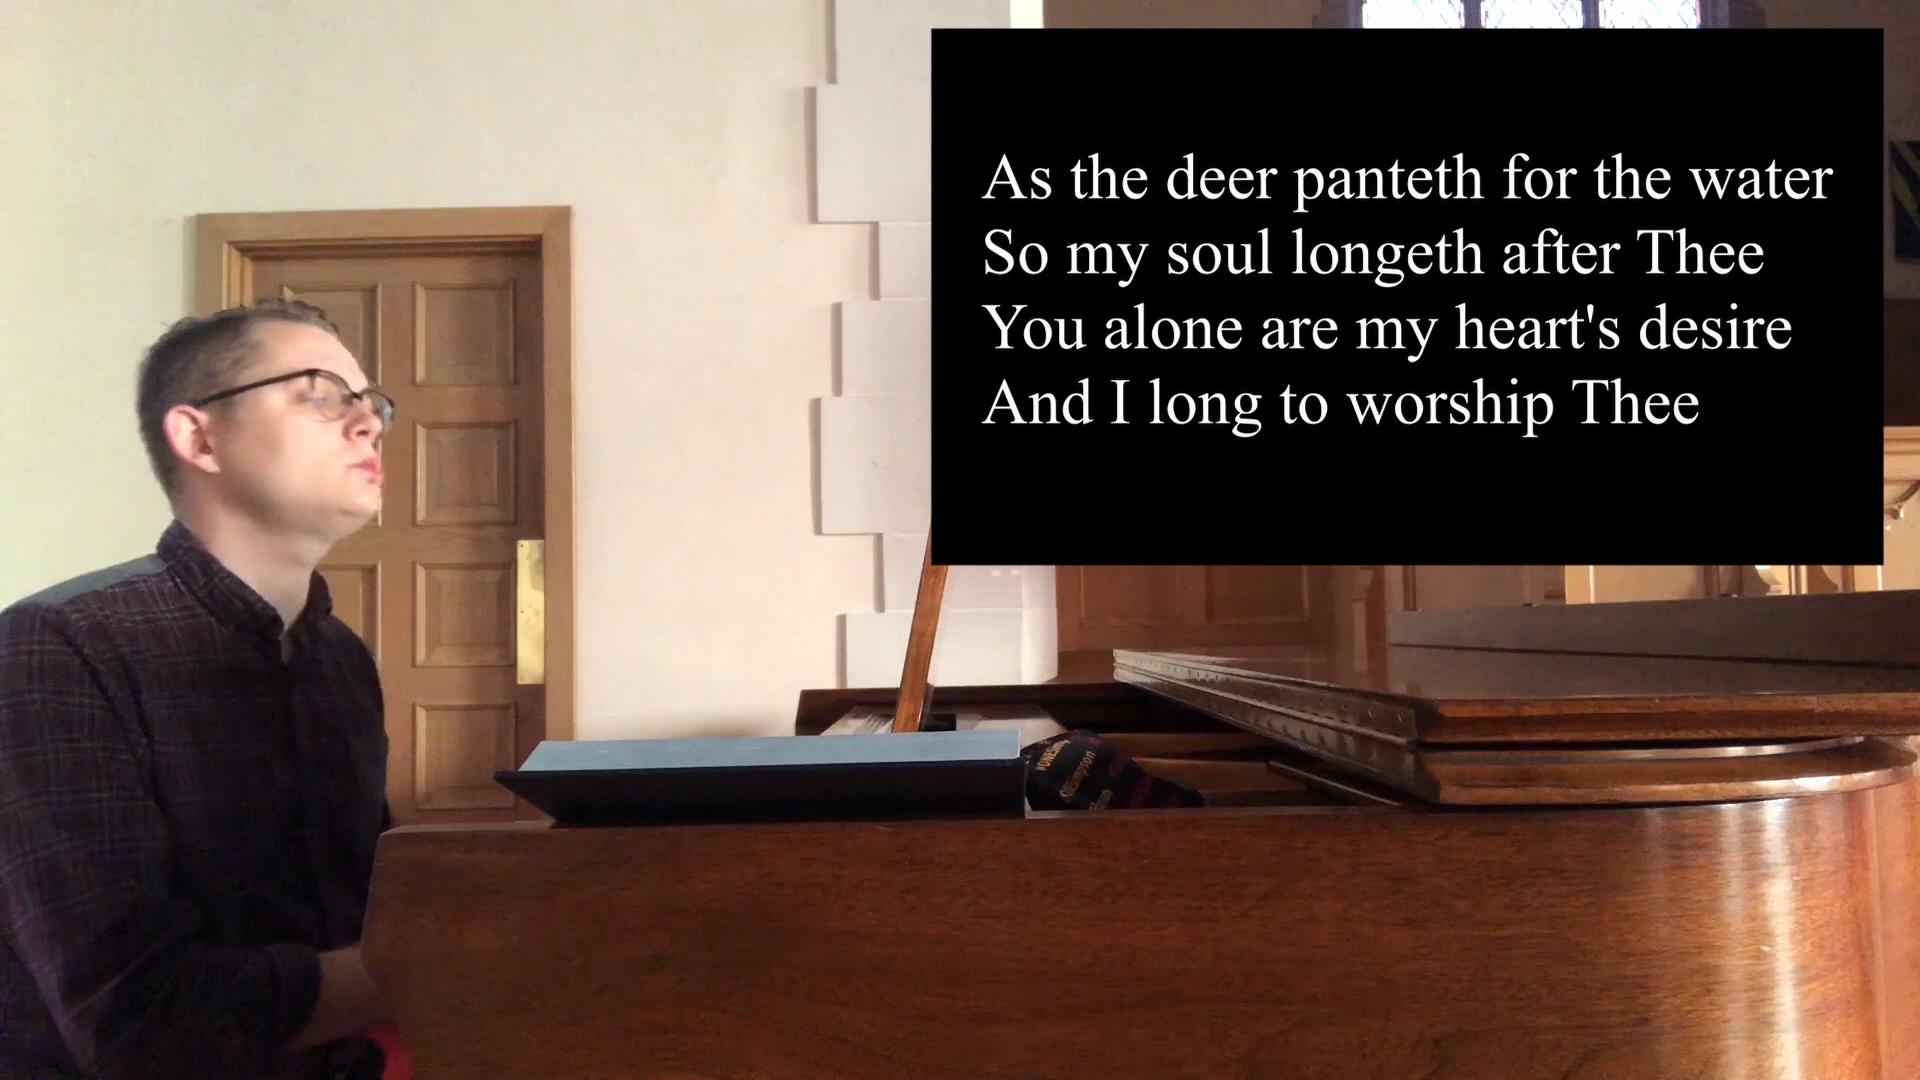 As the deer panteth for the water
So my soul longeth after Thee
You alone are my heart's desire
And I long to worship Thee
Simpson